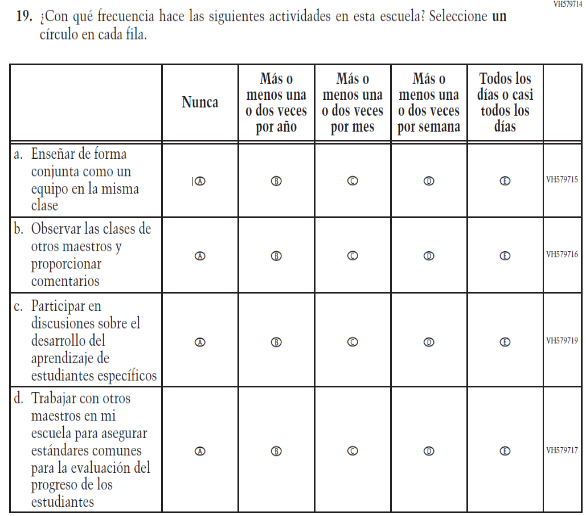 VH579714
19. ¿Con qué frecuencia hace las siguientes actividades en esta escuela? Seleccione un
círculo en cada fila.
Nunca
Más o
menos una
o dos veces
por año
Más o
menos una
o dos veces
por mes
Más o
menos una
o dos veces
por semana
Todos los
días o casi
todos los
días
a. Enseñar de forma
conjunta como un
equipo en la misma
clase
A B C D E VH579715
b. Observar las clases de
otros maestros y
proporcionar
comentarios
A B C D E VH579716
c. Participar en
discusiones sobre el
desarrollo del
aprendizaje de
estudiantes específicos
A B C D E VH579719
d. Trabajar con otros
maestros en mi
escuela para asegurar
estándares comunes
para la evaluación del
progreso de los
estudiantes
A B C D E VH579717